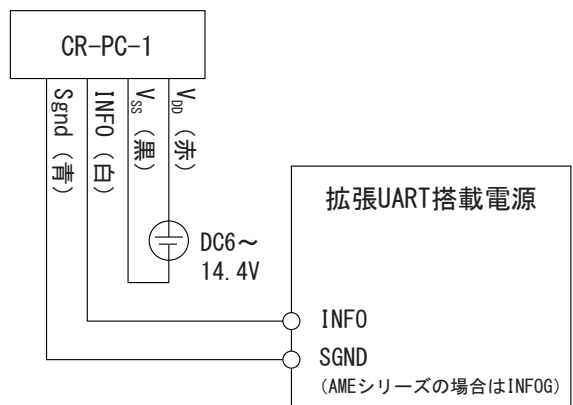 CR-PC-1
Sgnd（青）
INFO（白）
VSS（黒）
VDD（赤）
DC6～
14.4V
拡張UART搭載電源
INFO
SGND
(AMEシリーズの場合はINFOG)